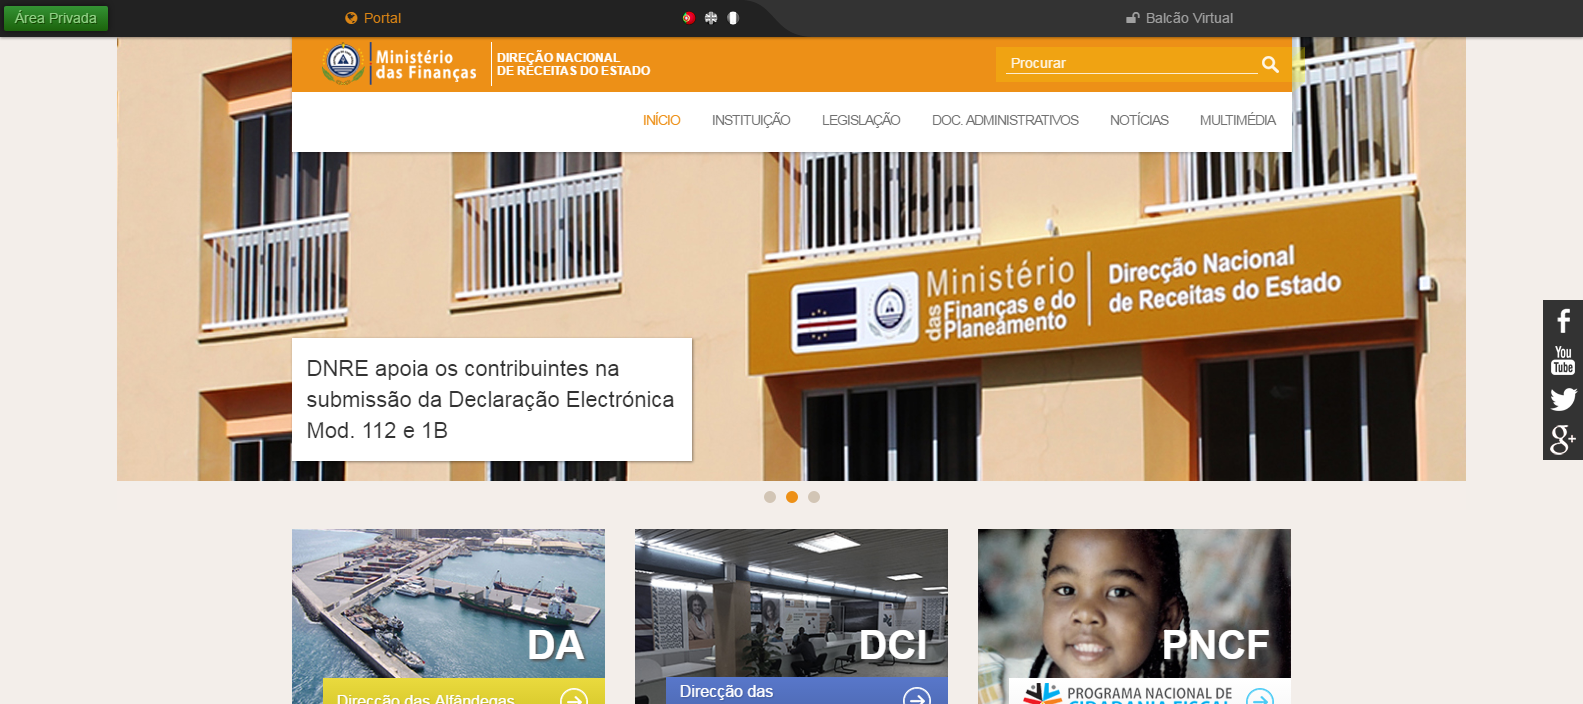 Área Privada
Portal
Balcão Virtual
Ministério
das Finanças
DIREÇÃO NACIONAL
DE RECEITAS DO ESTADO
Procurar
INÍCIO
INSTITUIÇÃO
LEGISLAÇÃO
DOC. ADMINISTRATIVOS
NOTÍCIAS
MULTIMÉDIA
Ministério
das Finanças e do
Planeamento
Direcção Nacional
de Receitas do Estado
DNRE apoia os contribuintes na
submissão da Declaração Electrónica
Mod. 112 e 1B
You
Tube
g+
DA
Direcção das Alfândegas
DCI
Direcção das
PNCF
PROGRAMA NACIONAL DE
CIDADANIA FISCAL